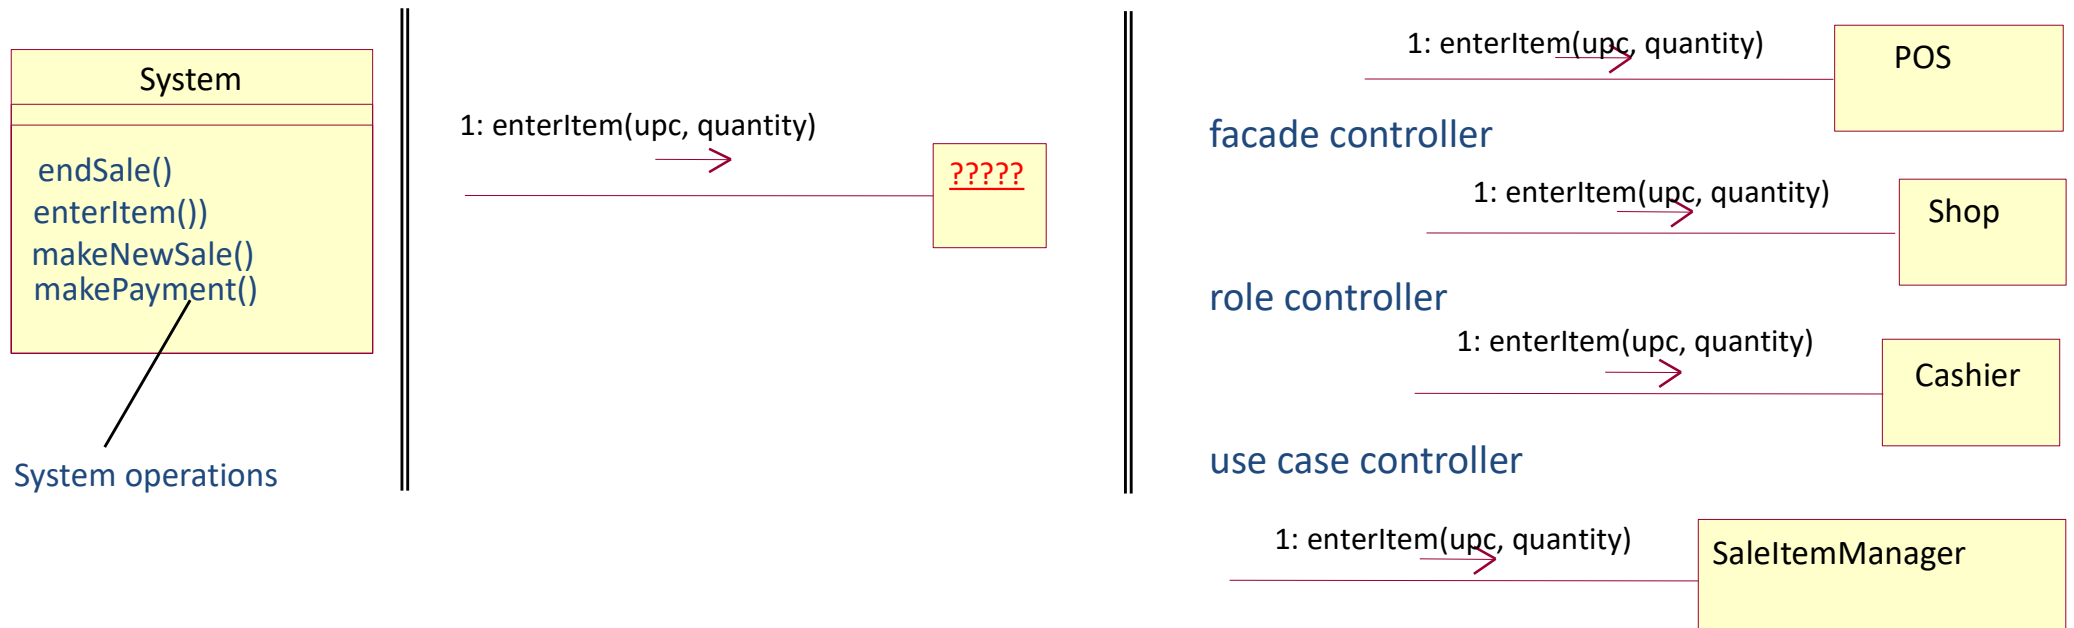 System
endSale()
enterItem())
makeNewSale()
makePayment()
System operations
1: enterItem(upc, quantity)
?????
1: enterItem(upc, quantity)
POS
facade controller
1: enterItem(upc, quantity)
Shop
role controller
1: enterItem(upc, quantity)
Cashier
use case controller
1: enterItem(upc, quantity)
SaleItemManager